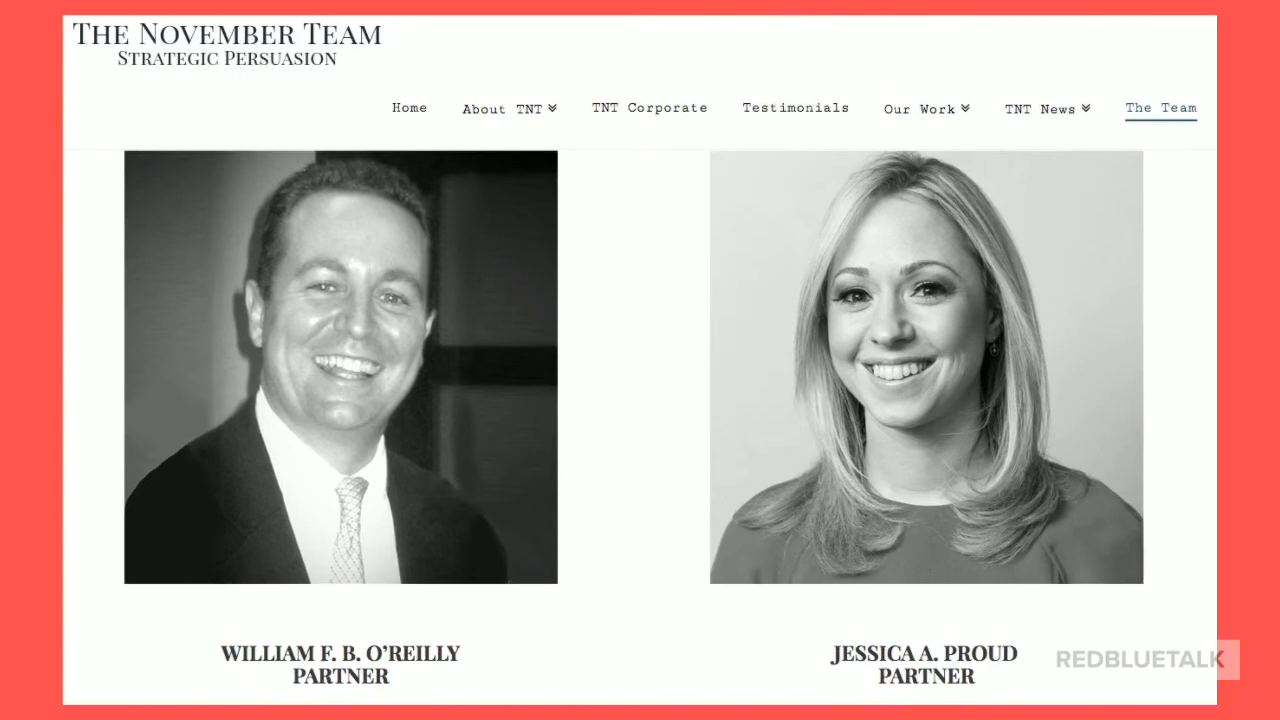 THE NOVEMBER TEAM
STRATEGIC PERSUASION
Home About TNT TNT Corporate Testimonials Our Work TNT News The Team
WILLIAM F. B. O’REILLY
PARTNER
JESSICA A. PROUD
PARTNER
REDBLUETALK